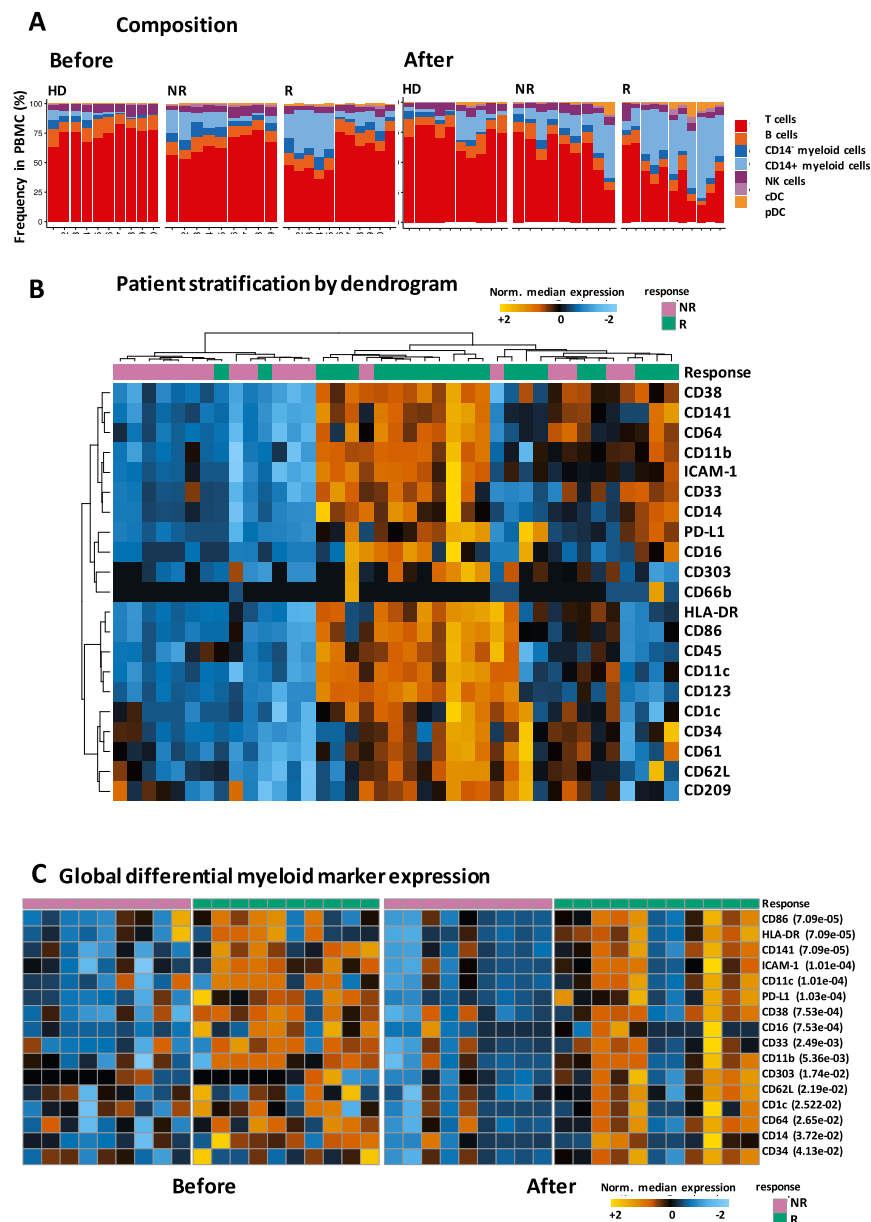 A Composition
Before After
HD NR R HD NR R
Frequency in PBMC (%)
100
75
50
25
0
T cells
B cells
CD14⁻ myeloid cells
CD14+ myeloid cells
NK cells
cDC
pDC
B Patient stratification by dendrogram
Norm. median expression
+2 0 -2
response
NR
R
Response
CD38
CD141
CD64
CD11b
ICAM-1
CD33
CD14
PD-L1
CD16
CD303
CD66b
HLA-DR
CD86
CD45
CD11c
CD123
CD1c
CD34
CD61
CD62L
CD209
C Global differential myeloid marker expression
Response
CD86 (7.09e-05)
HLA-DR (7.09e-05)
CD141 (7.09e-05)
ICAM-1 (1.01e-04)
CD11c (1.01e-04)
PD-L1 (1.03e-04)
CD38 (7.53e-04)
CD16 (7.53e-04)
CD33 (2.49e-03)
CD11b (5.36e-03)
CD303 (1.74e-02)
CD62L (2.19e-02)
CD1c (2.522-02)
CD64 (2.65e-02)
CD14 (3.72e-02)
CD34 (4.13e-02)
Before After
Norm. median expression
+2 0 -2
response
NR
R